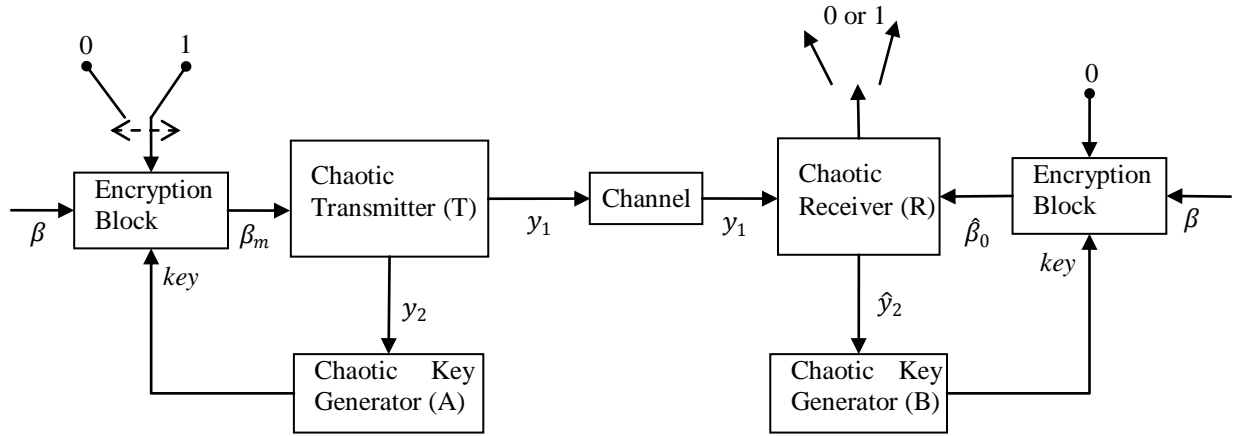 0 1
0 or 1
0
Encryption
Block
β
β_m
key
Chaotic
Transmitter (T)
y_1
Channel
y_1
Chaotic
Receiver (R)
β̂_0
Encryption
Block
β
key
y_2
ŷ_2
Chaotic Key
Generator (A)
Chaotic Key
Generator (B)